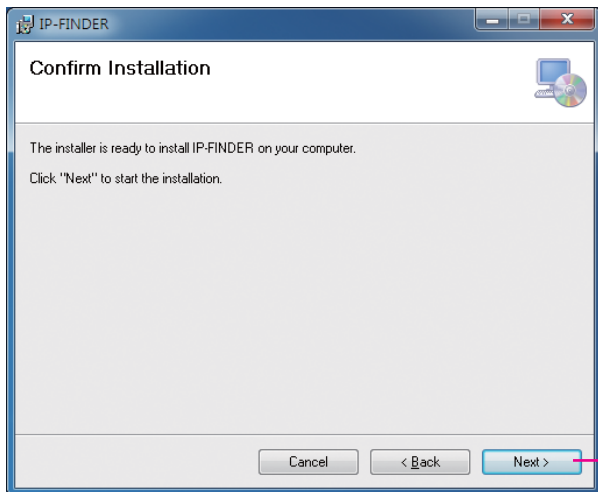 IP-FINDER
Confirm Installation
The installer is ready to install IP-FINDER on your computer.
Click "Next" to start the installation.
Cancel
< Back
Next >